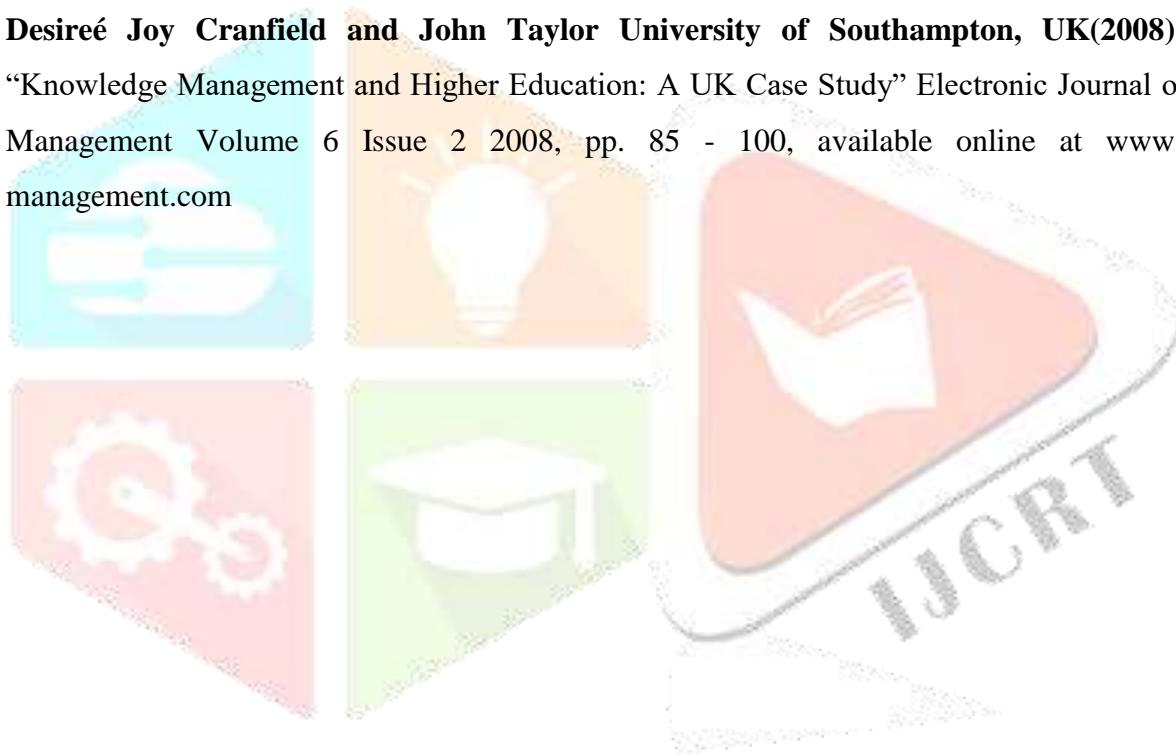 Desireé Joy Cranfield and John Taylor University of Southampton, UK(2008)
“Knowledge Management and Higher Education: A UK Case Study” Electronic Journal o
Management Volume 6 Issue 2 2008, pp. 85 - 100, available online at www
management.com
IJCRT